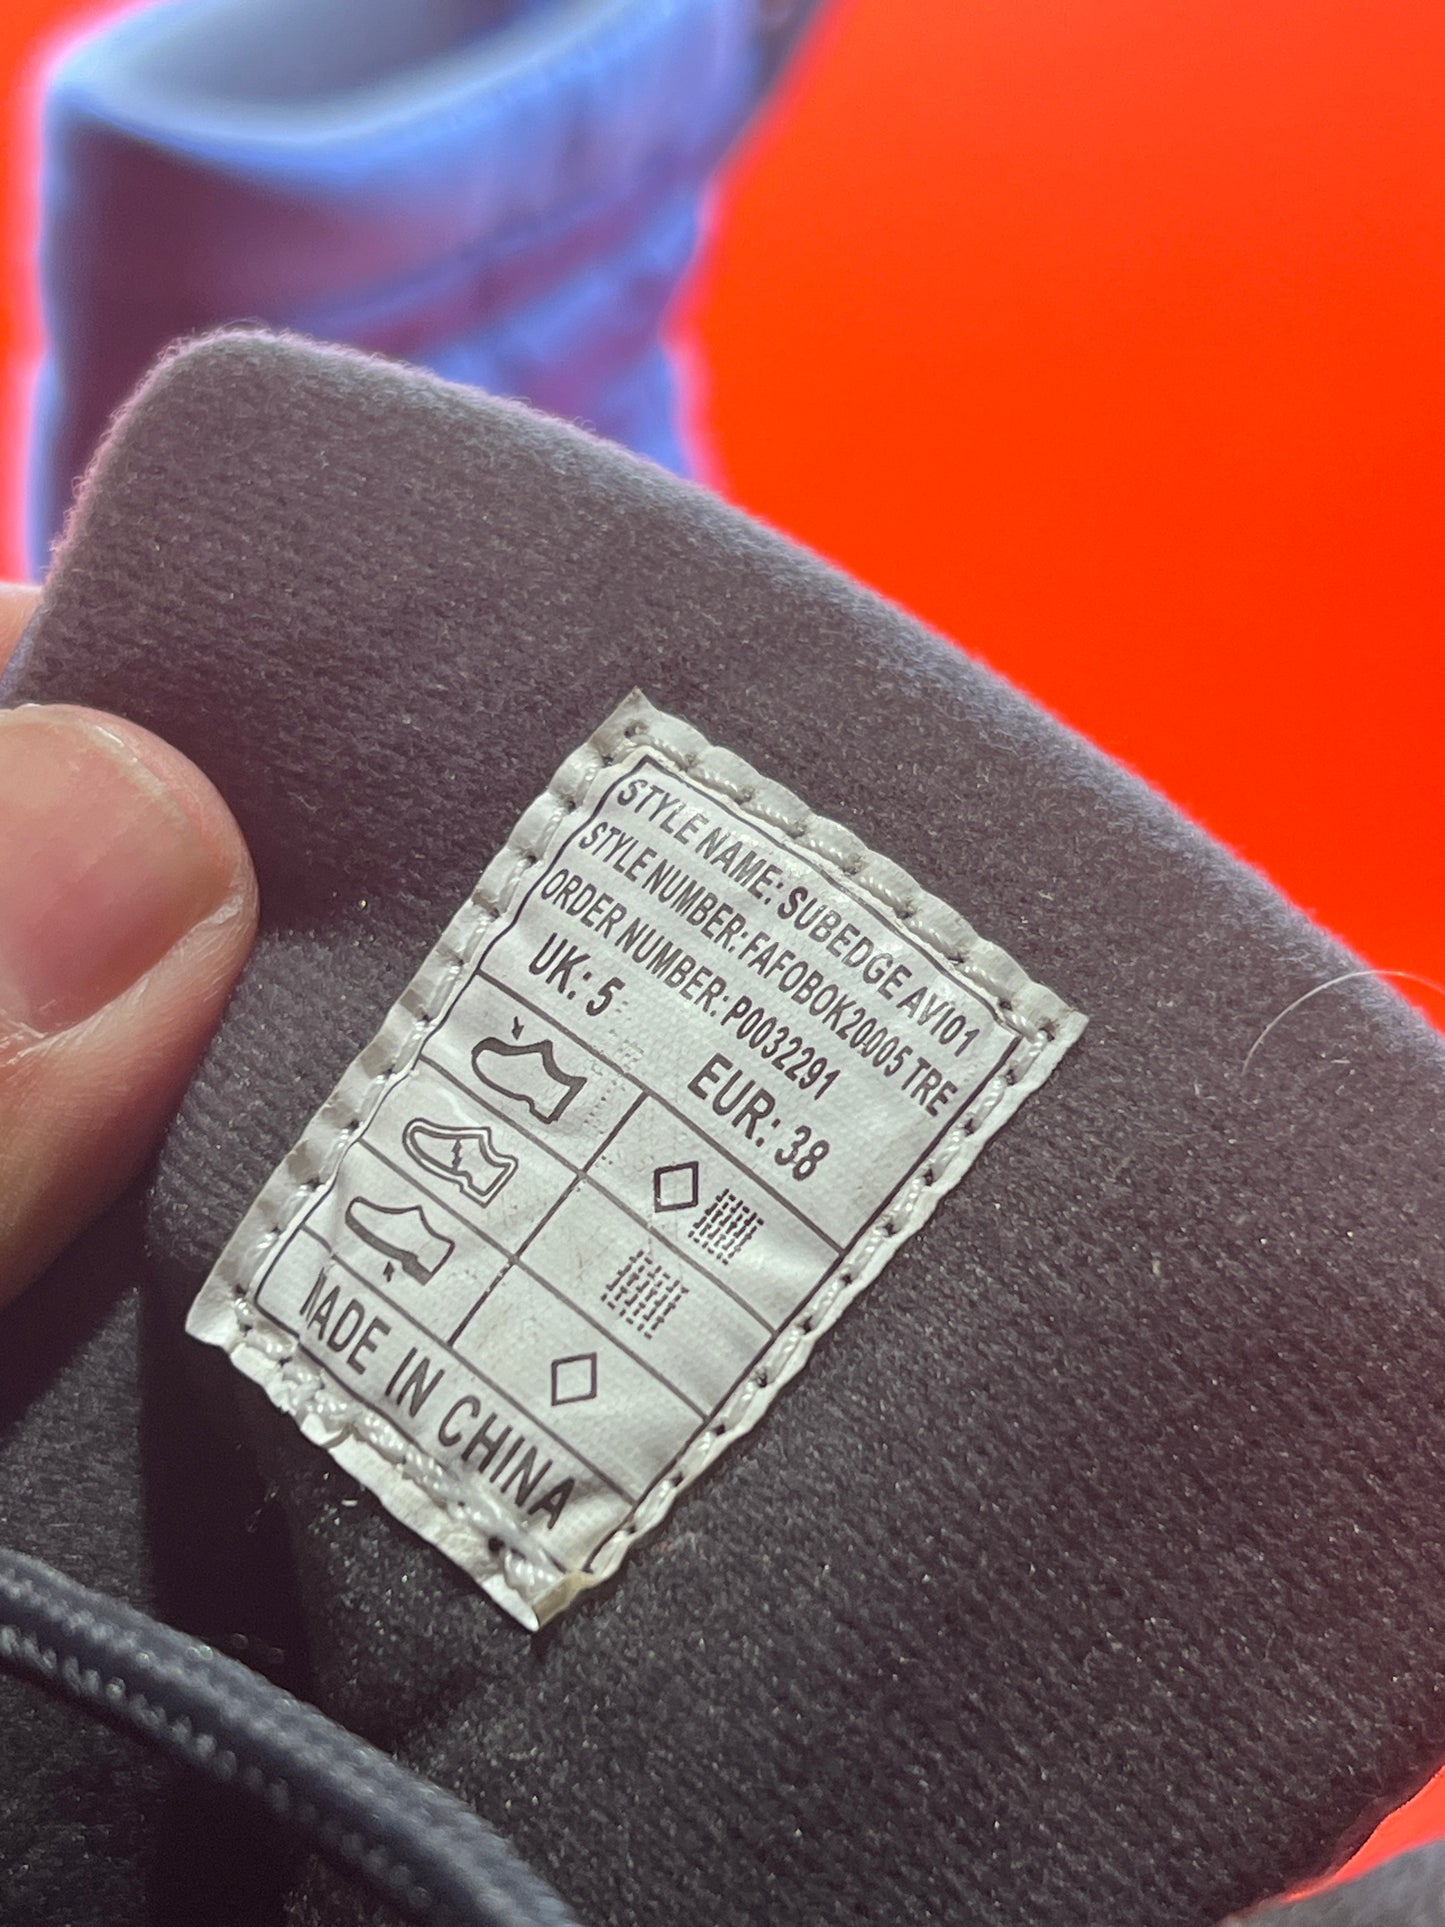 STYLE NAME: SUBEDGE AVI01
STYLE NUMBER: FAFOBOK20005 TRE
ORDER NUMBER: P0032291
UK: 5 EUR: 38
MADE IN CHINA